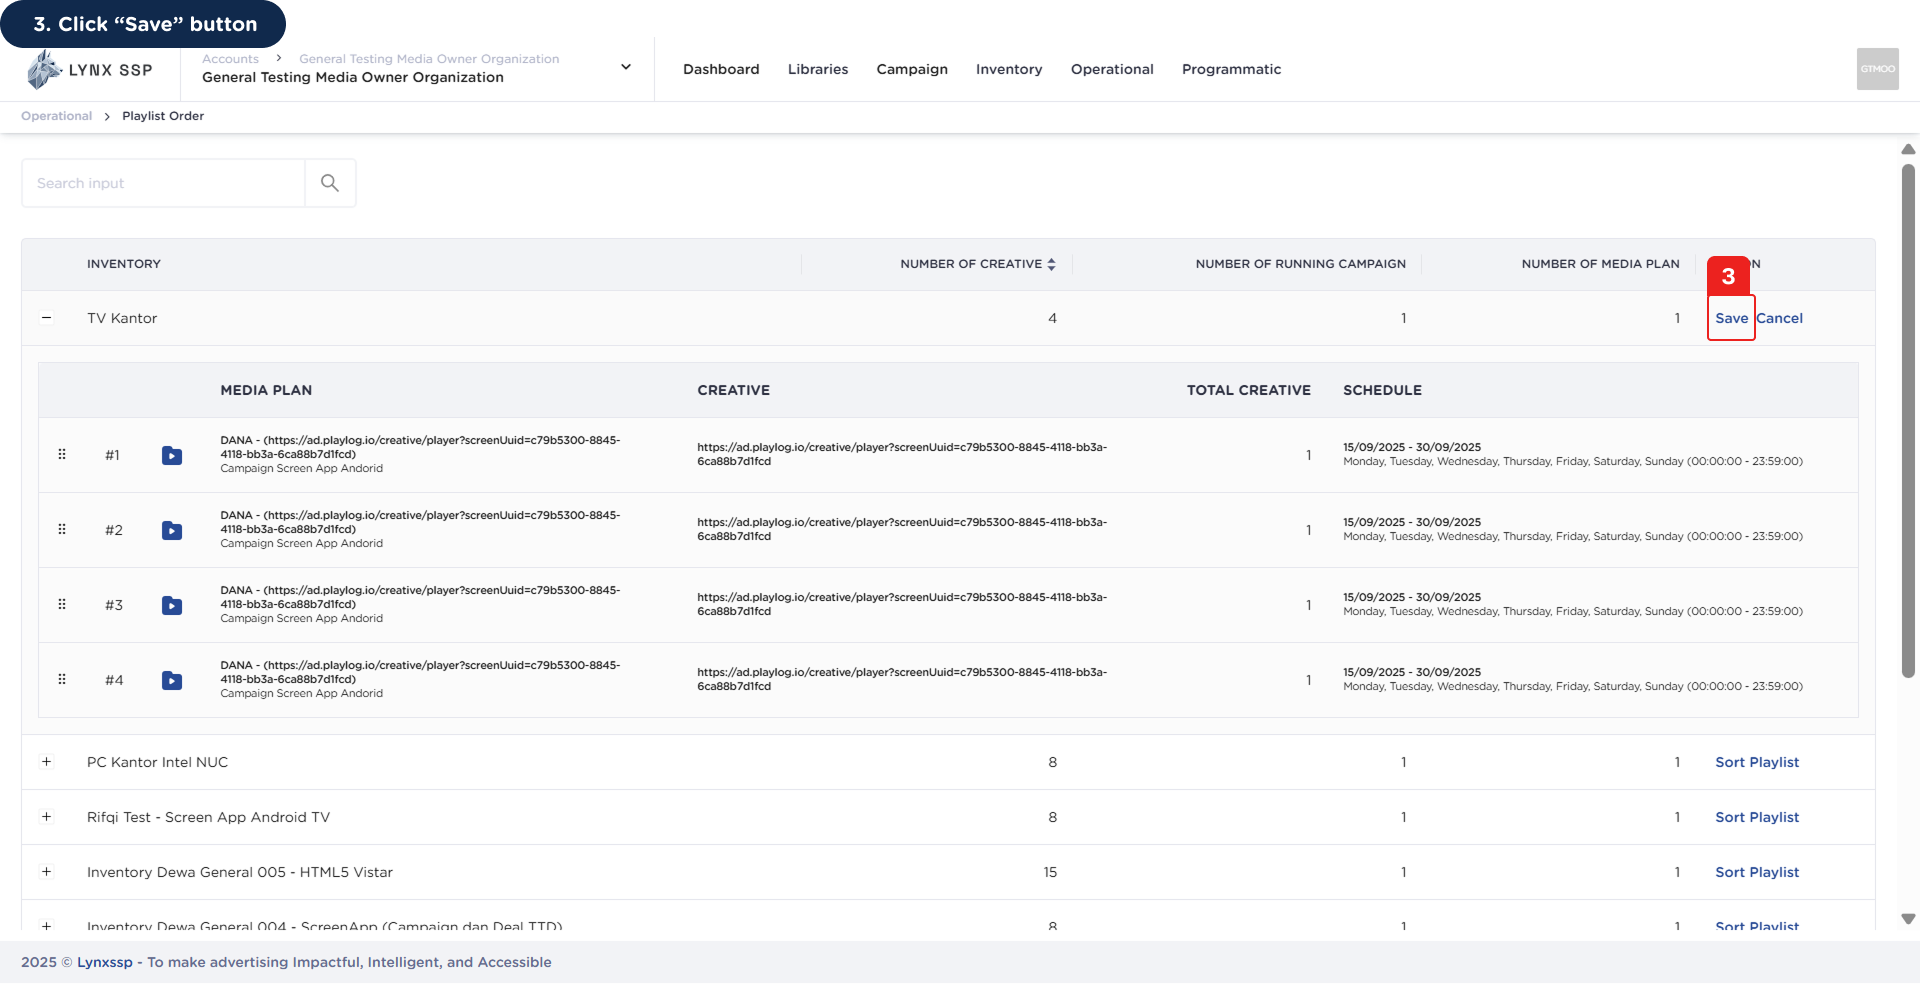 3. Click “Save” button
LYNX SSP
Accounts > General Testing Media Owner Organization
General Testing Media Owner Organization
Dashboard Libraries Campaign Inventory Operational Programmatic
GTMOO
Operational > Playlist Order
Search input
INVENTORY NUMBER OF CREATIVE NUMBER OF RUNNING CAMPAIGN NUMBER OF MEDIA PLAN N
3
TV Kantor 4 1 1 Save Cancel
MEDIA PLAN CREATIVE TOTAL CREATIVE SCHEDULE
#1
DANA - (https://ad.playlog.io/creative/player?screenUuid=c79b5300-8845-
4118-bb3a-6ca88b7d1fcd)
Campaign Screen App Andorid
https://ad.playlog.io/creative/player?screenUuid=c79b5300-8845-4118-bb3a-
6ca88b7d1fcd
1
15/09/2025 - 30/09/2025
Monday, Tuesday, Wednesday, Thursday, Friday, Saturday, Sunday (00:00:00 - 23:59:00)
#2
DANA - (https://ad.playlog.io/creative/player?screenUuid=c79b5300-8845-
4118-bb3a-6ca88b7d1fcd)
Campaign Screen App Andorid
https://ad.playlog.io/creative/player?screenUuid=c79b5300-8845-4118-bb3a-
6ca88b7d1fcd
1
15/09/2025 - 30/09/2025
Monday, Tuesday, Wednesday, Thursday, Friday, Saturday, Sunday (00:00:00 - 23:59:00)
#3
DANA - (https://ad.playlog.io/creative/player?screenUuid=c79b5300-8845-
4118-bb3a-6ca88b7d1fcd)
Campaign Screen App Andorid
https://ad.playlog.io/creative/player?screenUuid=c79b5300-8845-4118-bb3a-
6ca88b7d1fcd
1
15/09/2025 - 30/09/2025
Monday, Tuesday, Wednesday, Thursday, Friday, Saturday, Sunday (00:00:00 - 23:59:00)
#4
DANA - (https://ad.playlog.io/creative/player?screenUuid=c79b5300-8845-
4118-bb3a-6ca88b7d1fcd)
Campaign Screen App Andorid
https://ad.playlog.io/creative/player?screenUuid=c79b5300-8845-4118-bb3a-
6ca88b7d1fcd
1
15/09/2025 - 30/09/2025
Monday, Tuesday, Wednesday, Thursday, Friday, Saturday, Sunday (00:00:00 - 23:59:00)
PC Kantor Intel NUC 8 1 1 Sort Playlist
Rifqi Test - Screen App Android TV 8 1 1 Sort Playlist
Inventory Dewa General 005 - HTML5 Vistar 15 1 1 Sort Playlist
Inventory Dewa General 004 - ScreenApp (Campaign dan Deal TTD) 8 1 1 Sort Playlist
2025 © Lynxssp - To make advertising Impactful, Intelligent, and Accessible